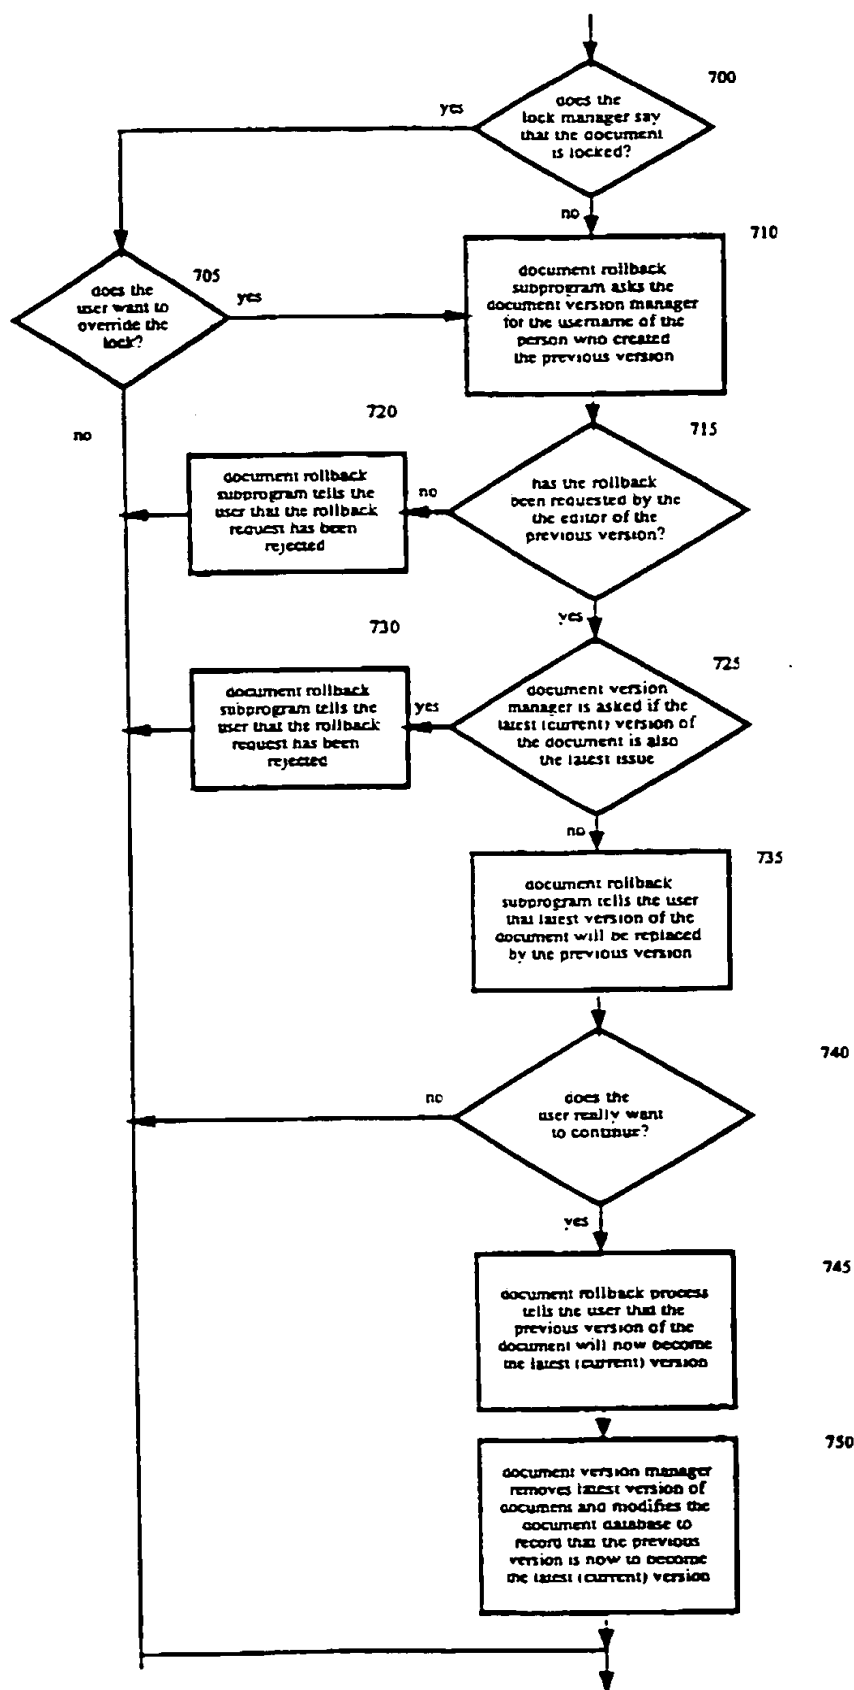 700
does the
lock manager say
that the document
is locked?
yes
no
710
document rollback
subprogram asks the
document version manager
for the username of the
person who created
the previous version
705
does the
user want to
override the
lock?
yes
no
720
document rollback
subprogram tells the
user that the rollback
request has been
rejected
no
715
has the rollback
been requested by the
the editor of the
previous version?
yes
730
document rollback
subprogram tells the
user that the rollback
request has been
rejected
yes
725
document version
manager is asked if the
latest (current) version of
the document is also
the latest issue
no
735
document rollback
subprogram tells the user
that latest version of the
document will be replaced
by the previous version
740
no
does the
user really want
to continue?
yes
745
document rollback process
tells the user that the
previous version of the
document will now become
the latest (current) version
750
document version manager
removes latest version of
document and modifies the
document database to
record that the previous
version is now to become
the latest (current) version